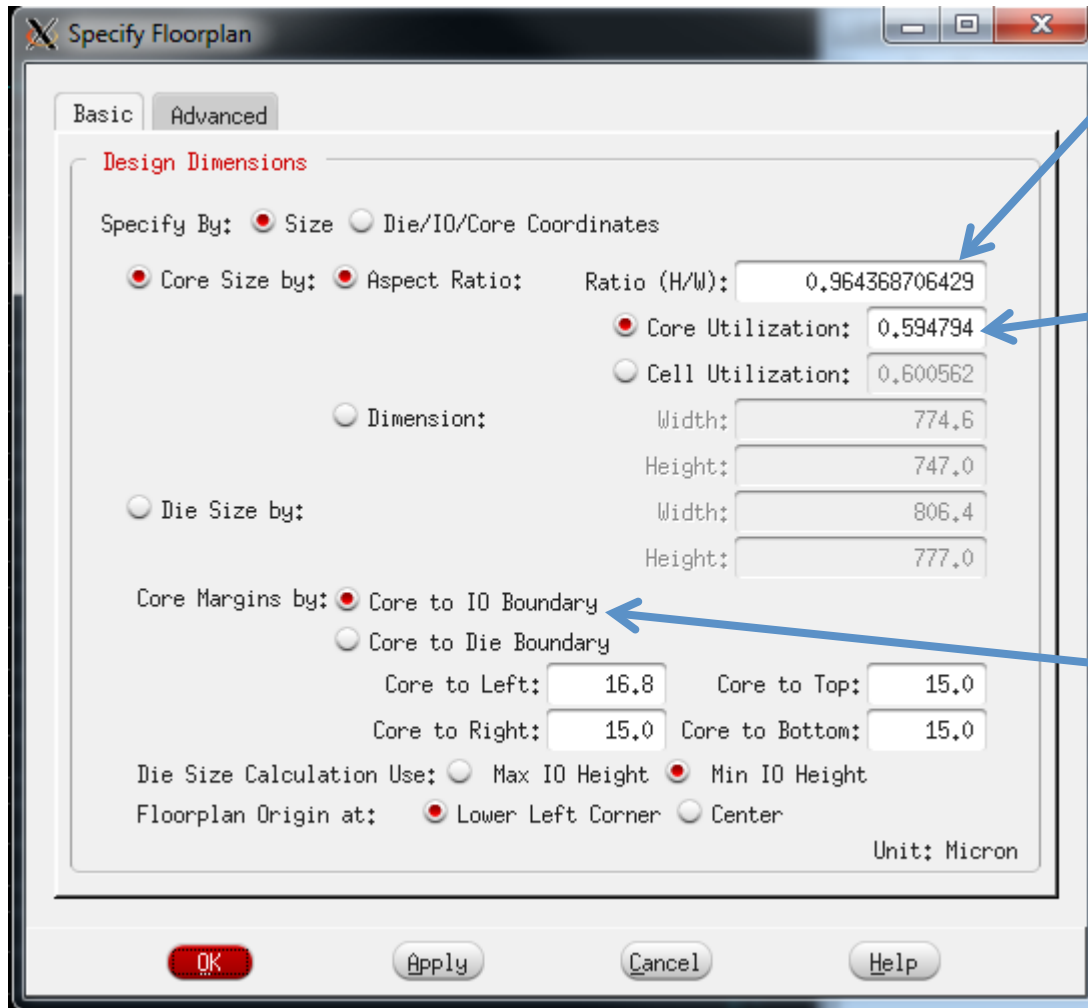 Specify Floorplan
Basic Advanced
Design Dimensions
Specify By: Size Die/IO/Core Coordinates
Core Size by: Aspect Ratio: Ratio (H/W): 0.964368706429
Core Utilization: 0.594794
Cell Utilization: 0.600562
Dimension: Width: 774.6
Height: 747.0
Die Size by: Width: 806.4
Height: 777.0
Core Margins by: Core to IO Boundary
Core to Die Boundary
Core to Left: 16.8 Core to Top: 15.0
Core to Right: 15.0 Core to Bottom: 15.0
Die Size Calculation Use: Max IO Height Min IO Height
Floorplan Origin at: Lower Left Corner Center
Unit: Micron
OK Apply Cancel Help